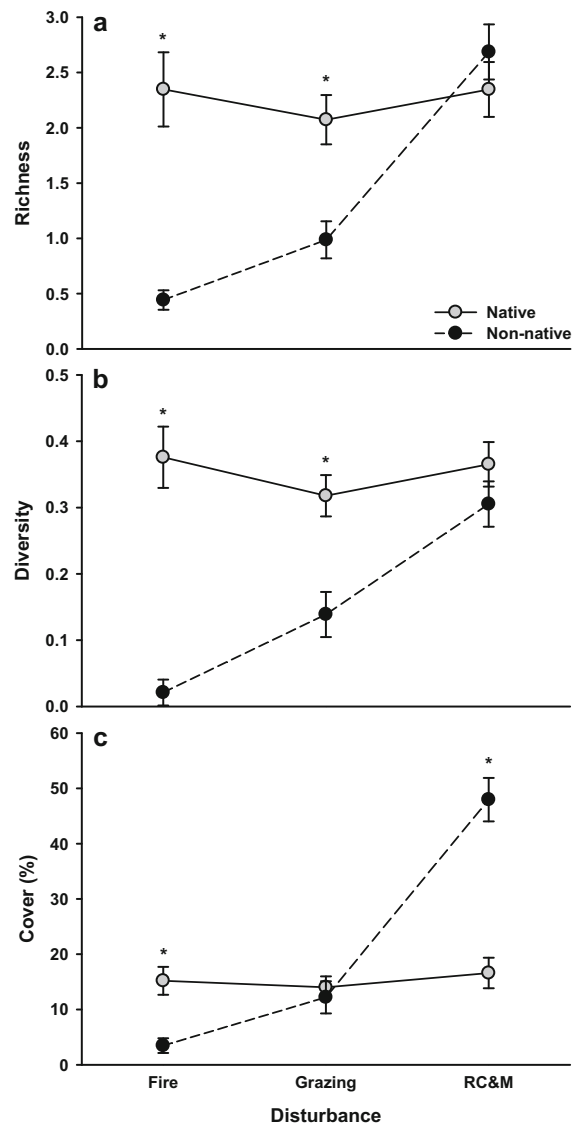 a
3.0
*
2.5
*
2.0
Richness
1.5
1.0
0.5
Native
Non-native
0.0
b
0.5
*
0.4
*
0.3
Diversity
0.2
0.1
0.0
c
60
*
50
40
Cover (%)
30
20
*
10
0
Fire Grazing RC&M
Disturbance